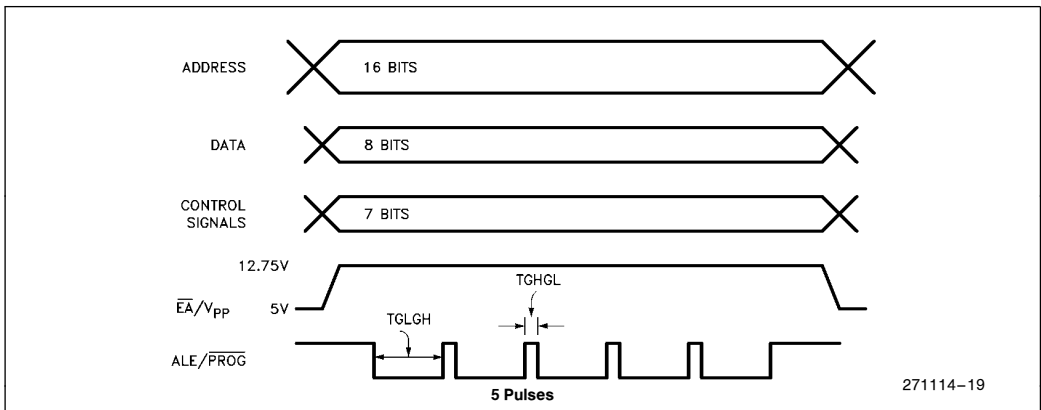 ADDRESS
16 BITS
DATA
8 BITS
CONTROL
SIGNALS
7 BITS
12.75V
TGHGL
EA/VPP
5V
TGLGH
ALE/PROG
5 Pulses
271114–19